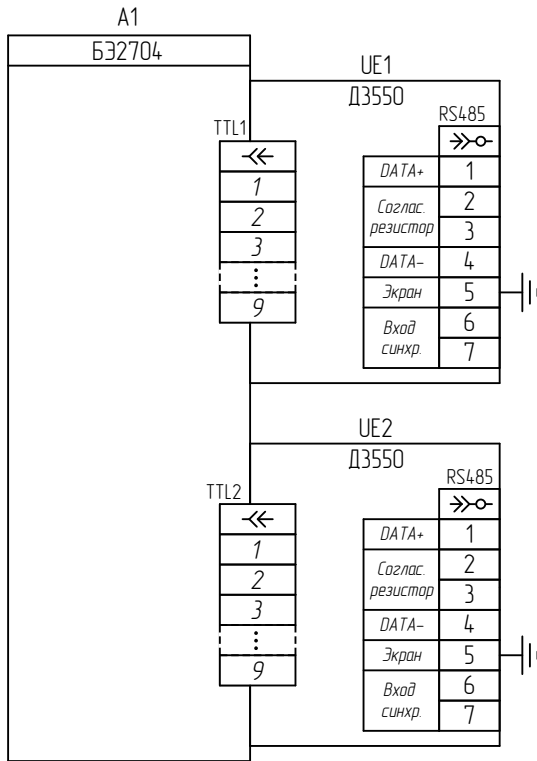 А1
БЭ2704
UE1
Д3550
RS485
TTL1
1
2
3
9
DATA+
1
Соглас.
резистор
2
3
DATA–
4
Экран
5
Вход
синхр.
6
7
UE2
Д3550
RS485
TTL2
1
2
3
9
DATA+
1
Соглас.
резистор
2
3
DATA–
4
Экран
5
Вход
синхр.
6
7